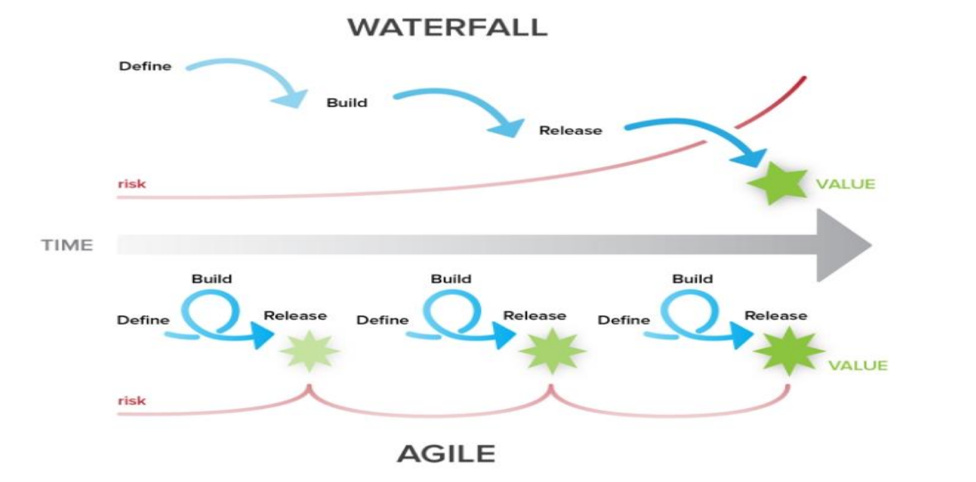 WATERFALL
Define
Build
Release
risk
VALUE
TIME
Build
Build
Build
Define
Release
Define
Release
Define
Release
VALUE
risk
AGILE